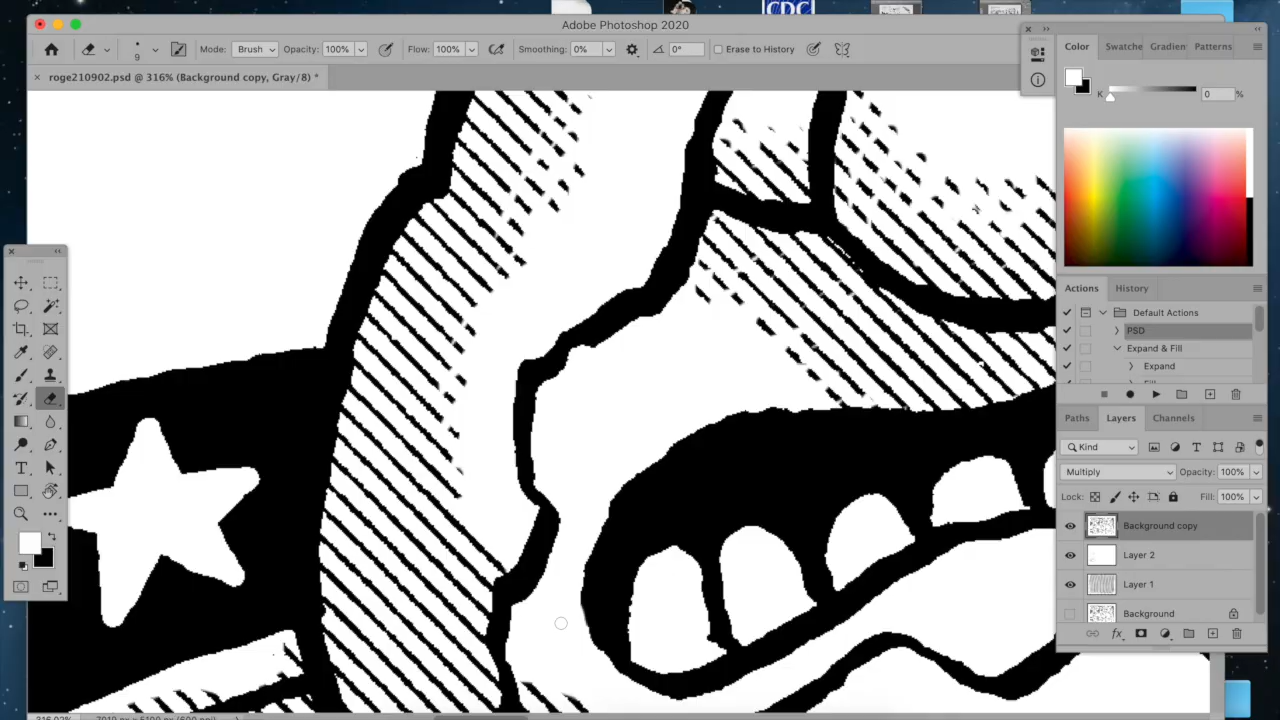 CDC
Adobe Photoshop 2020
9
Mode: Brush
Opacity: 100%
Flow: 100%
Smoothing: 0%
0°
Erase to History
roge210902.psd @ 316% (Background copy, Gray/8) *
Color
Swatche
Gradien
Patterns
K
0
%
Actions
History
Default Actions
PSD
Expand & Fill
Expand
Paths
Layers
Channels
Kind
Multiply
Opacity: 100%
Lock:
Fill: 100%
Background copy
Layer 2
Layer 1
Background